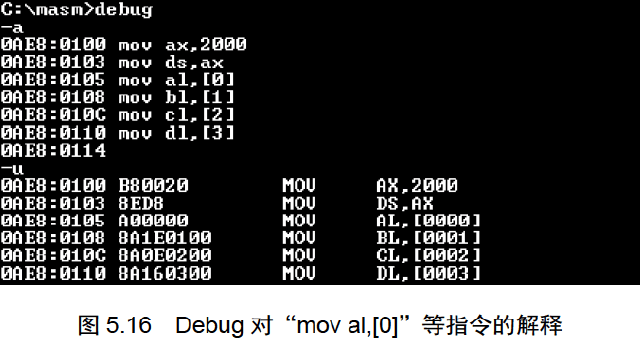 C:\masm>debug
-a
0AE8:0100 mov ax,2000
0AE8:0103 mov ds,ax
0AE8:0105 mov al,[0]
0AE8:0108 mov bl,[1]
0AE8:010C mov cl,[2]
0AE8:0110 mov dl,[3]
0AE8:0114
-u
0AE8:0100 B80020 MOV AX,2000
0AE8:0103 8ED8 MOV DS,AX
0AE8:0105 A00000 MOV AL,[0000]
0AE8:0108 8A1E0100 MOV BL,[0001]
0AE8:010C 8A0E0200 MOV CL,[0002]
0AE8:0110 8A160300 MOV DL,[0003]
图 5.16 Debug 对“mov al,[0]”等指令的解释